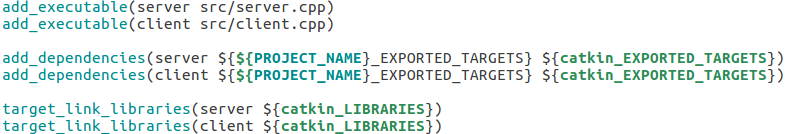 add_executable(server src/server.cpp)
add_executable(client src/client.cpp)
add_dependencies(server ${${PROJECT_NAME}_EXPORTED_TARGETS} ${catkin_EXPORTED_TARGETS})
add_dependencies(client ${${PROJECT_NAME}_EXPORTED_TARGETS} ${catkin_EXPORTED_TARGETS})
target_link_libraries(server ${catkin_LIBRARIES})
target_link_libraries(client ${catkin_LIBRARIES})